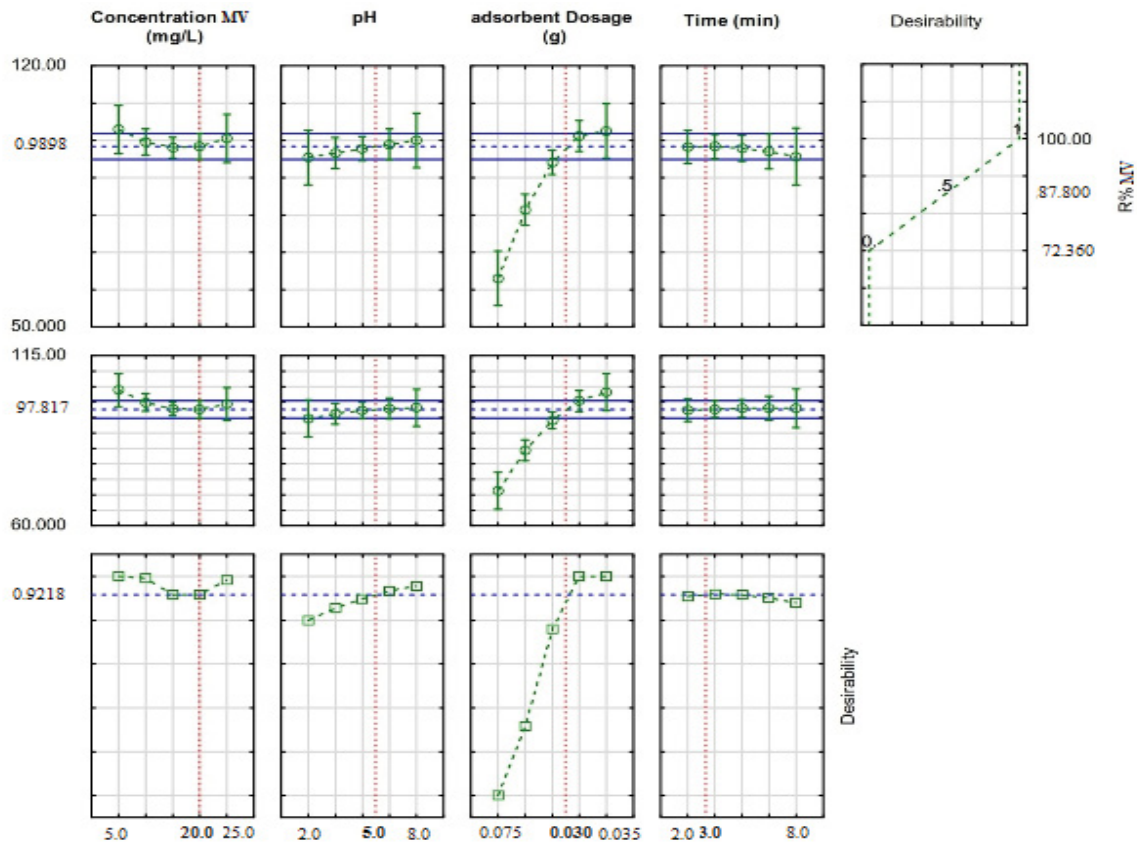 Concentration MV
(mg/L)
pH
adsorbent Dosage
(g)
Time (min)
Desirability
120.00
0.9898
50.000
1.
.5
0.
100.00
87.800
72.360
R% MV
115.00
97.817
60.000
0.9218
Desirability
5.0 20.0 25.0
2.0 5.0 8.0
0.075 0.030 0.035
2.0 3.0 8.0